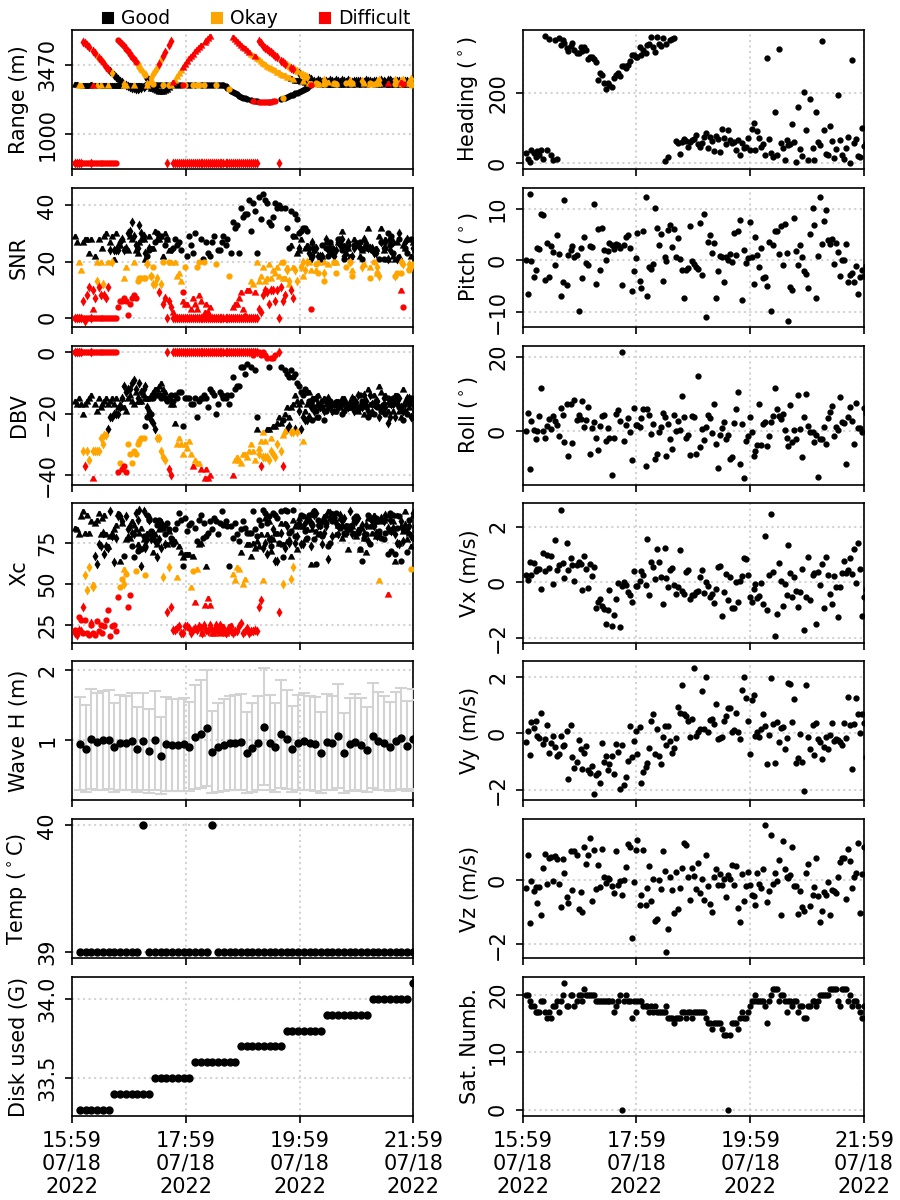 Good Okay Difficult
Range (m)
3470
1000
Heading (°)
200
0
SNR
40
20
0
Pitch (°)
10
0
−10
DBV
0
−20
−40
Roll (°)
20
0
Xc
75
50
25
Vx (m/s)
2
0
−2
Wave H (m)
2
1
Vy (m/s)
2
0
−2
Temp (°C)
40
39
Vz (m/s)
0
−2
Disk used (G)
34.0
33.5
Sat. Numb.
20
10
0
15:59 17:59 19:59 21:59
07/18 07/18 07/18 07/18
2022 2022 2022 2022
15:59 17:59 19:59 21:59
07/18 07/18 07/18 07/18
2022 2022 2022 2022